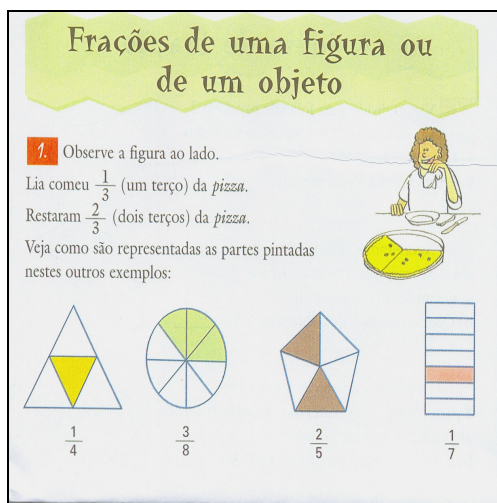 Frações de uma figura ou
de um objeto
1. Observe a figura ao lado.
Lia comeu 1/3 (um terço) da pizza.
Restaram 2/3 (dois terços) da pizza.
Veja como são representadas as partes pintadas
nestes outros exemplos:
1/4 3/8 2/5 1/7